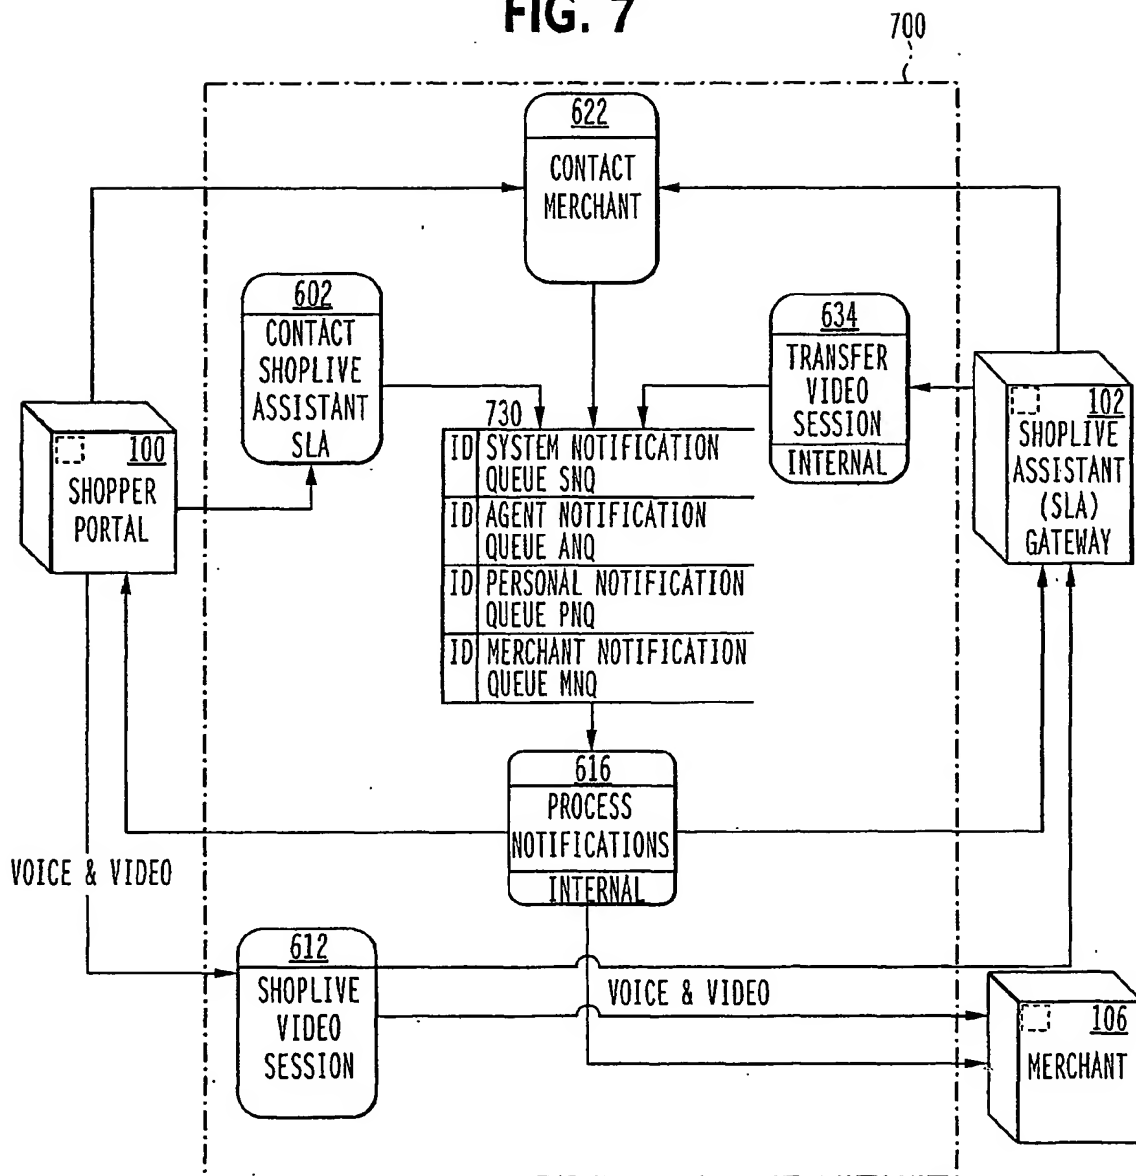 FIG. 7
700
622
CONTACT
MERCHANT
602
CONTACT
SHOPLIVE
ASSISTANT
SLA
634
TRANSFER
VIDEO
SESSION
INTERNAL
100
SHOPPER
PORTAL
102
SHOPLIVE
ASSISTANT
(SLA)
GATEWAY
730
ID SYSTEM NOTIFICATION
QUEUE SNQ
ID AGENT NOTIFICATION
QUEUE ANQ
ID PERSONAL NOTIFICATION
QUEUE PNQ
ID MERCHANT NOTIFICATION
QUEUE MNQ
616
PROCESS
NOTIFICATIONS
INTERNAL
VOICE & VIDEO
612
SHOPLIVE
VIDEO
SESSION
VOICE & VIDEO
106
MERCHANT